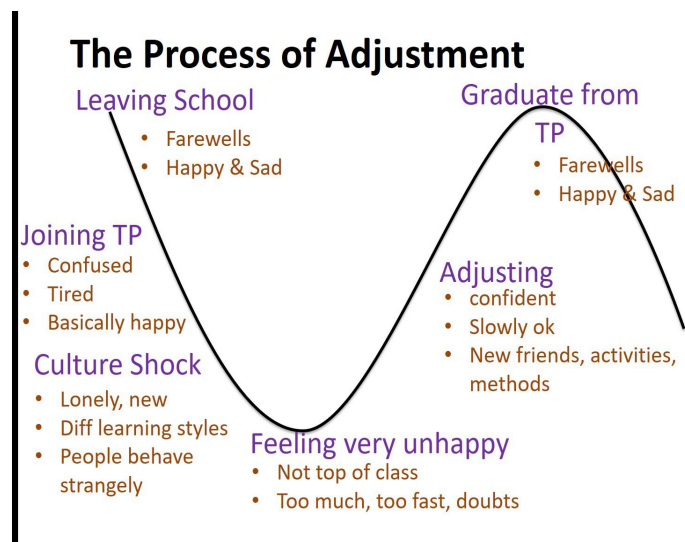 The Process of Adjustment
Leaving School
• Farewells
• Happy & Sad
Joining TP
• Confused
• Tired
• Basically happy
Culture Shock
• Lonely, new
• Diff learning styles
• People behave
strangely
Feeling very unhappy
• Not top of class
• Too much, too fast, doubts
Adjusting
• confident
• Slowly ok
• New friends, activities,
methods
Graduate from
TP
• Farewells
• Happy & Sad